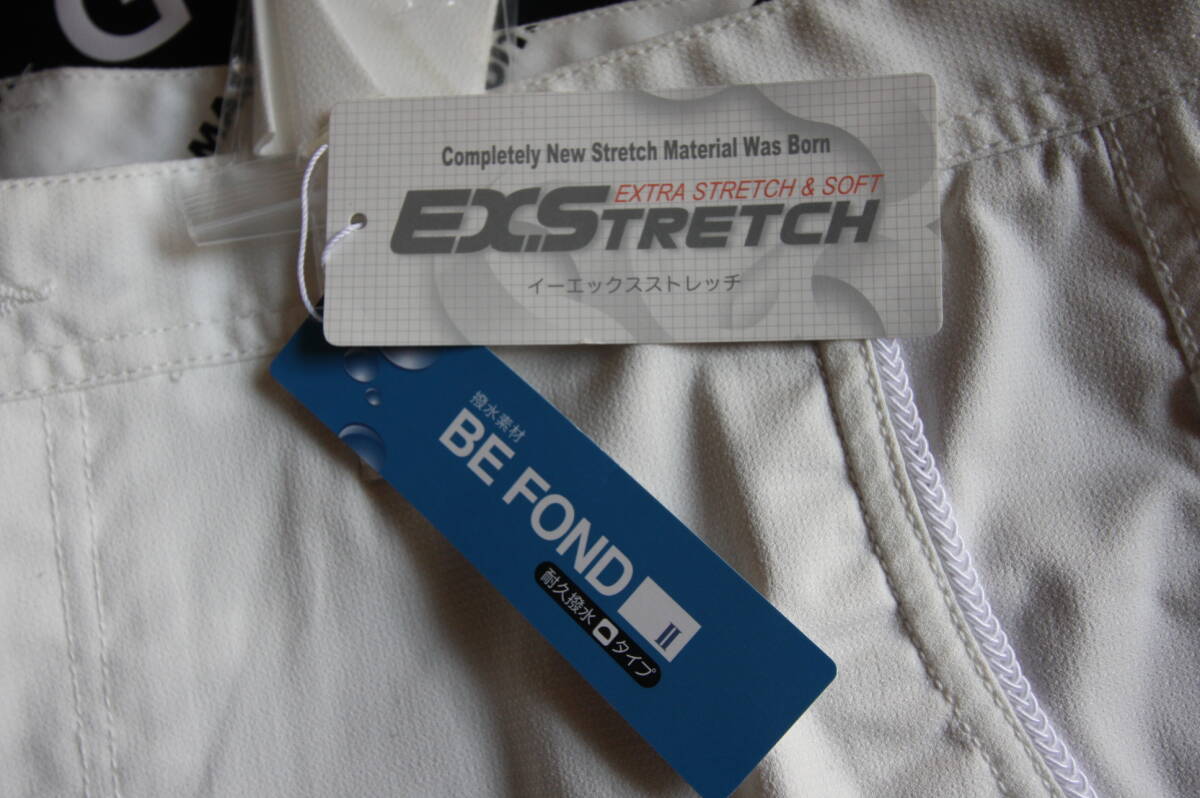 G
Completely New Stretch Material Was Born
EXTRA STRETCH & SOFT
EX.STRETCH
イーエックスストレッチ
撥水素材
BE FOND II
耐久撥水 タイプ